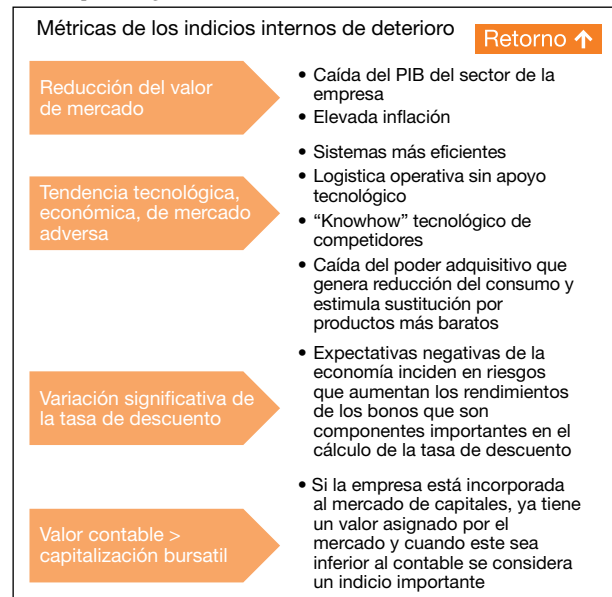 Métricas de los indicios internos de deterioro
Retorno ↑
Reducción del valor
de mercado
• Caída del PIB del sector de la
empresa
• Elevada inflación
Tendencia tecnológica,
económica, de mercado
adversa
• Sistemas más eficientes
• Logistica operativa sin apoyo
tecnológico
• “Knowhow” tecnológico de
competidores
• Caída del poder adquisitivo que
genera reducción del consumo y
estimula sustitución por
productos más baratos
Variación significativa de
la tasa de descuento
• Expectativas negativas de la
economía inciden en riesgos
que aumentan los rendimientos
de los bonos que son
componentes importantes en el
cálculo de la tasa de descuento
Valor contable >
capitalización bursatil
• Si la empresa está incorporada
al mercado de capitales, ya tiene
un valor asignado por el
mercado y cuando este sea
inferior al contable se considera
un indicio importante